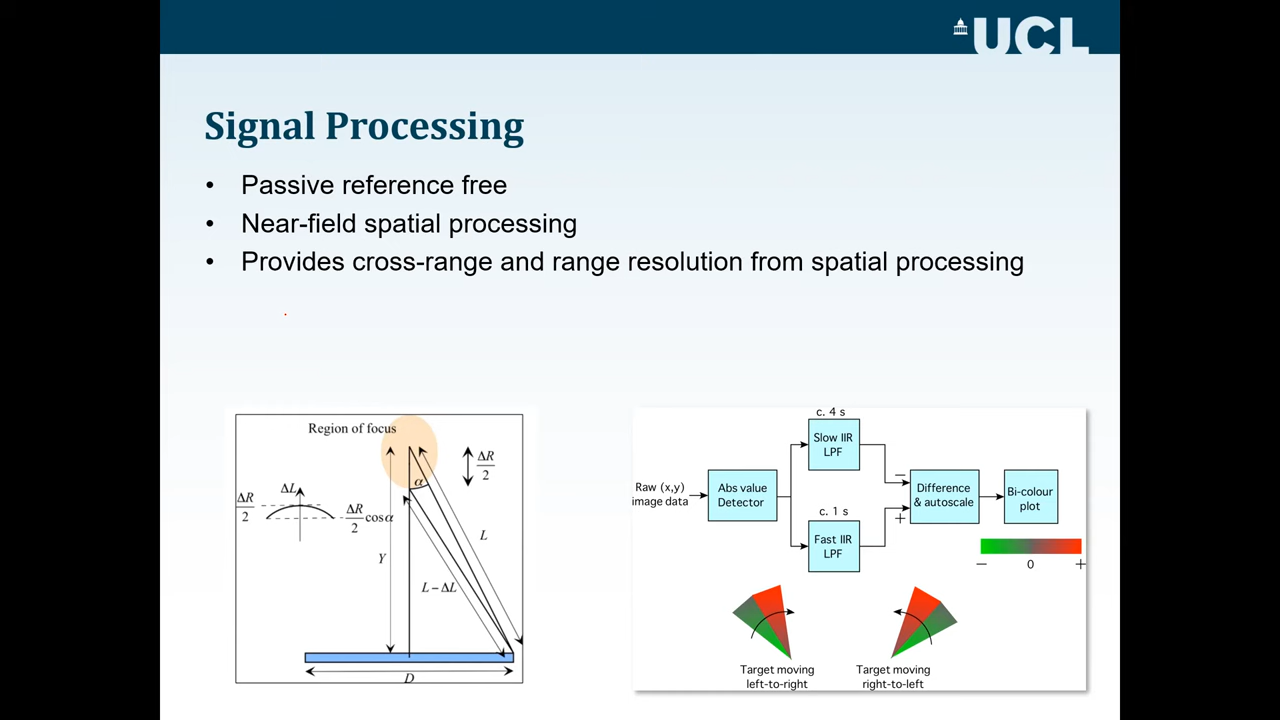 UCL
Signal Processing
• Passive reference free
• Near-field spatial processing
• Provides cross-range and range resolution from spatial processing
Region of focus
ΔR
2
α
ΔL
ΔR
2
ΔR
2
cosα
Y
L
L − ΔL
D
c. 4 s
Slow IIR
LPF
Raw (x,y)
image data
Abs value
Detector
−
+
Difference
& autoscale
Bi-colour
plot
c. 1 s
Fast IIR
LPF
− 0 +
Target moving
left-to-right
Target moving
right-to-left